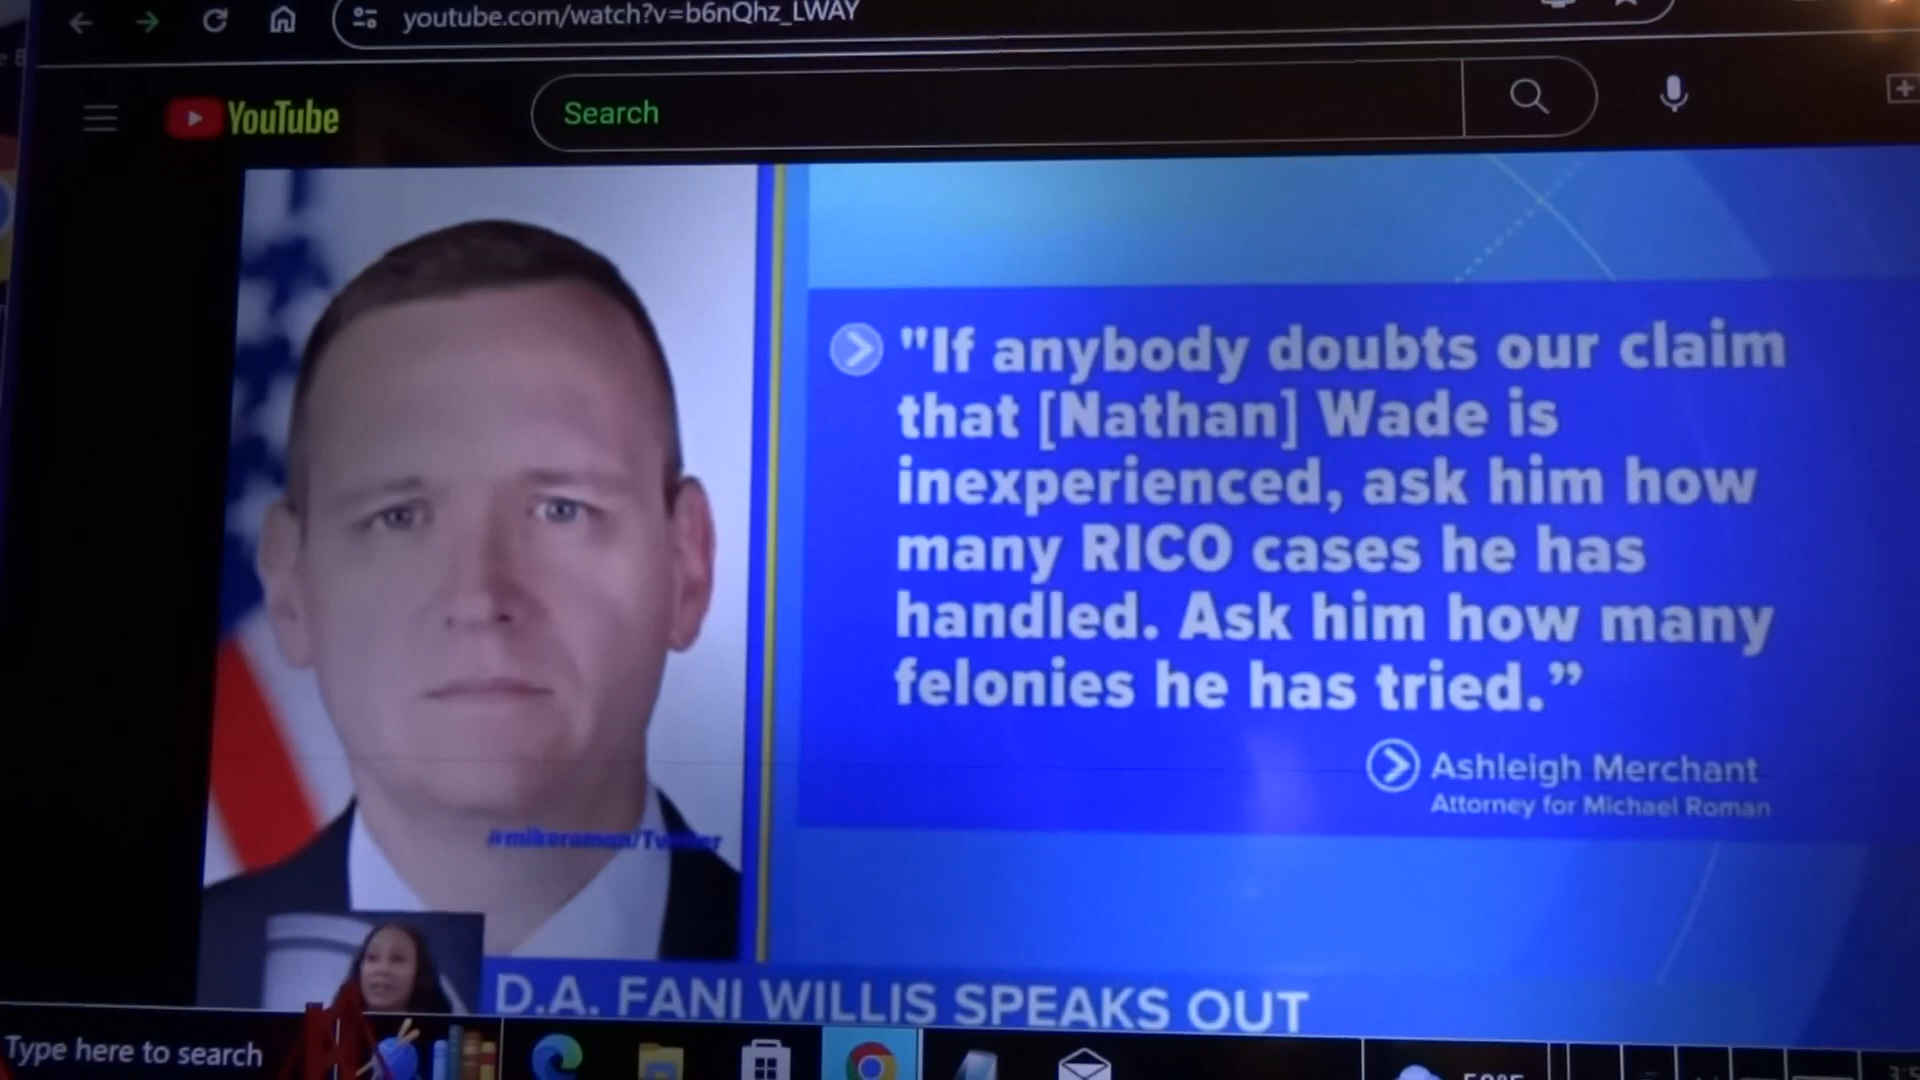 youtube.com/watch?v=b6nQhz_LWAY
YouTube
Search
"If anybody doubts our claim
that [Nathan] Wade is
inexperienced, ask him how
many RICO cases he has
handled. Ask him how many
felonies he has tried.”
Ashleigh Merchant
Attorney for Michael Roman
#mikeroman/Twitter
D.A. FANI WILLIS SPEAKS OUT
Type here to search